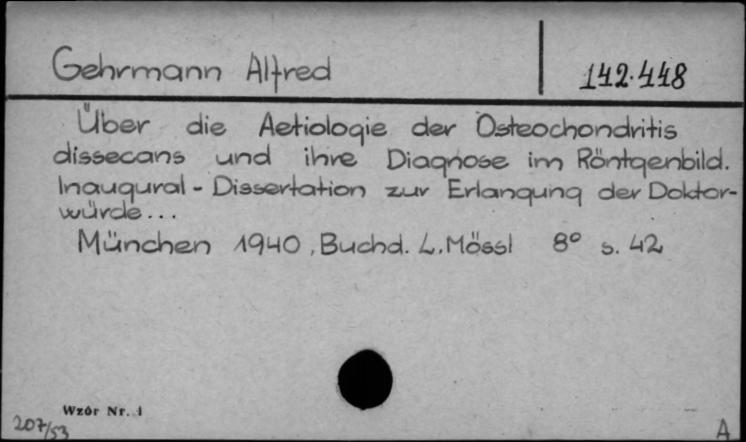 Gehrmann Alfred
142.448
Über die Aetiologie der Osteochondritis
dissecans und ihre Diagnose im Röntgenbild.
Inaugural - Dissertation zur Erlangung der Doktor-
würde...
München 1940, Buchd. L. Mössl 8° s. 42
Wzór Nr. 1
207/53
A